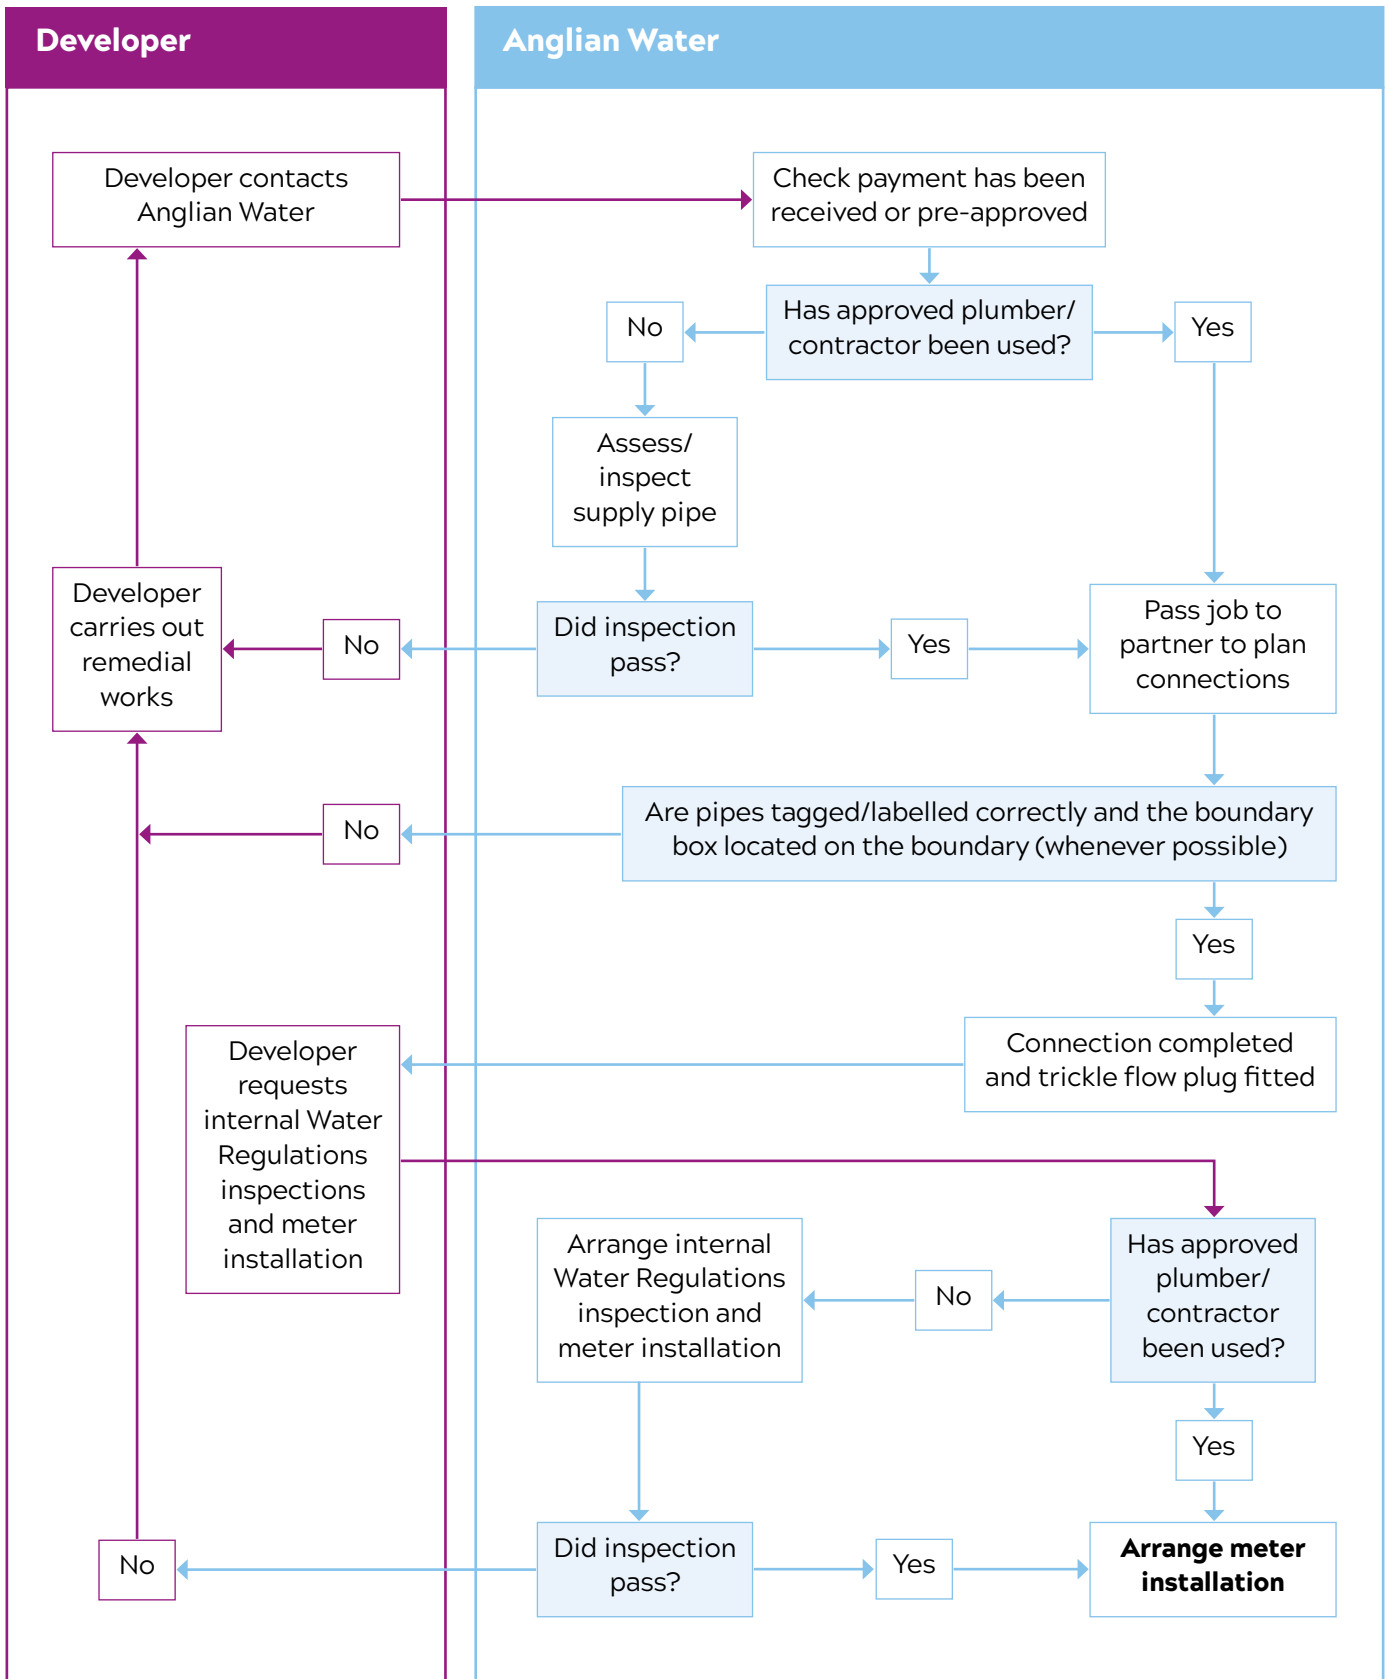 Developer
Anglian Water
Developer contacts
Anglian Water
Check payment has been
received or pre-approved
Has approved plumber/
contractor been used?
No
Yes
Assess/
inspect
supply pipe
Developer
carries out
remedial
works
No
Did inspection
pass?
Yes
Pass job to
partner to plan
connections
No
Are pipes tagged/labelled correctly and the boundary
box located on the boundary (whenever possible)
Yes
Connection completed
and trickle flow plug fitted
Developer
requests
internal Water
Regulations
inspections
and meter
installation
Has approved
plumber/
contractor
been used?
No
Arrange internal
Water Regulations
inspection and
meter installation
Yes
No
Did inspection
pass?
Yes
Arrange meter
installation